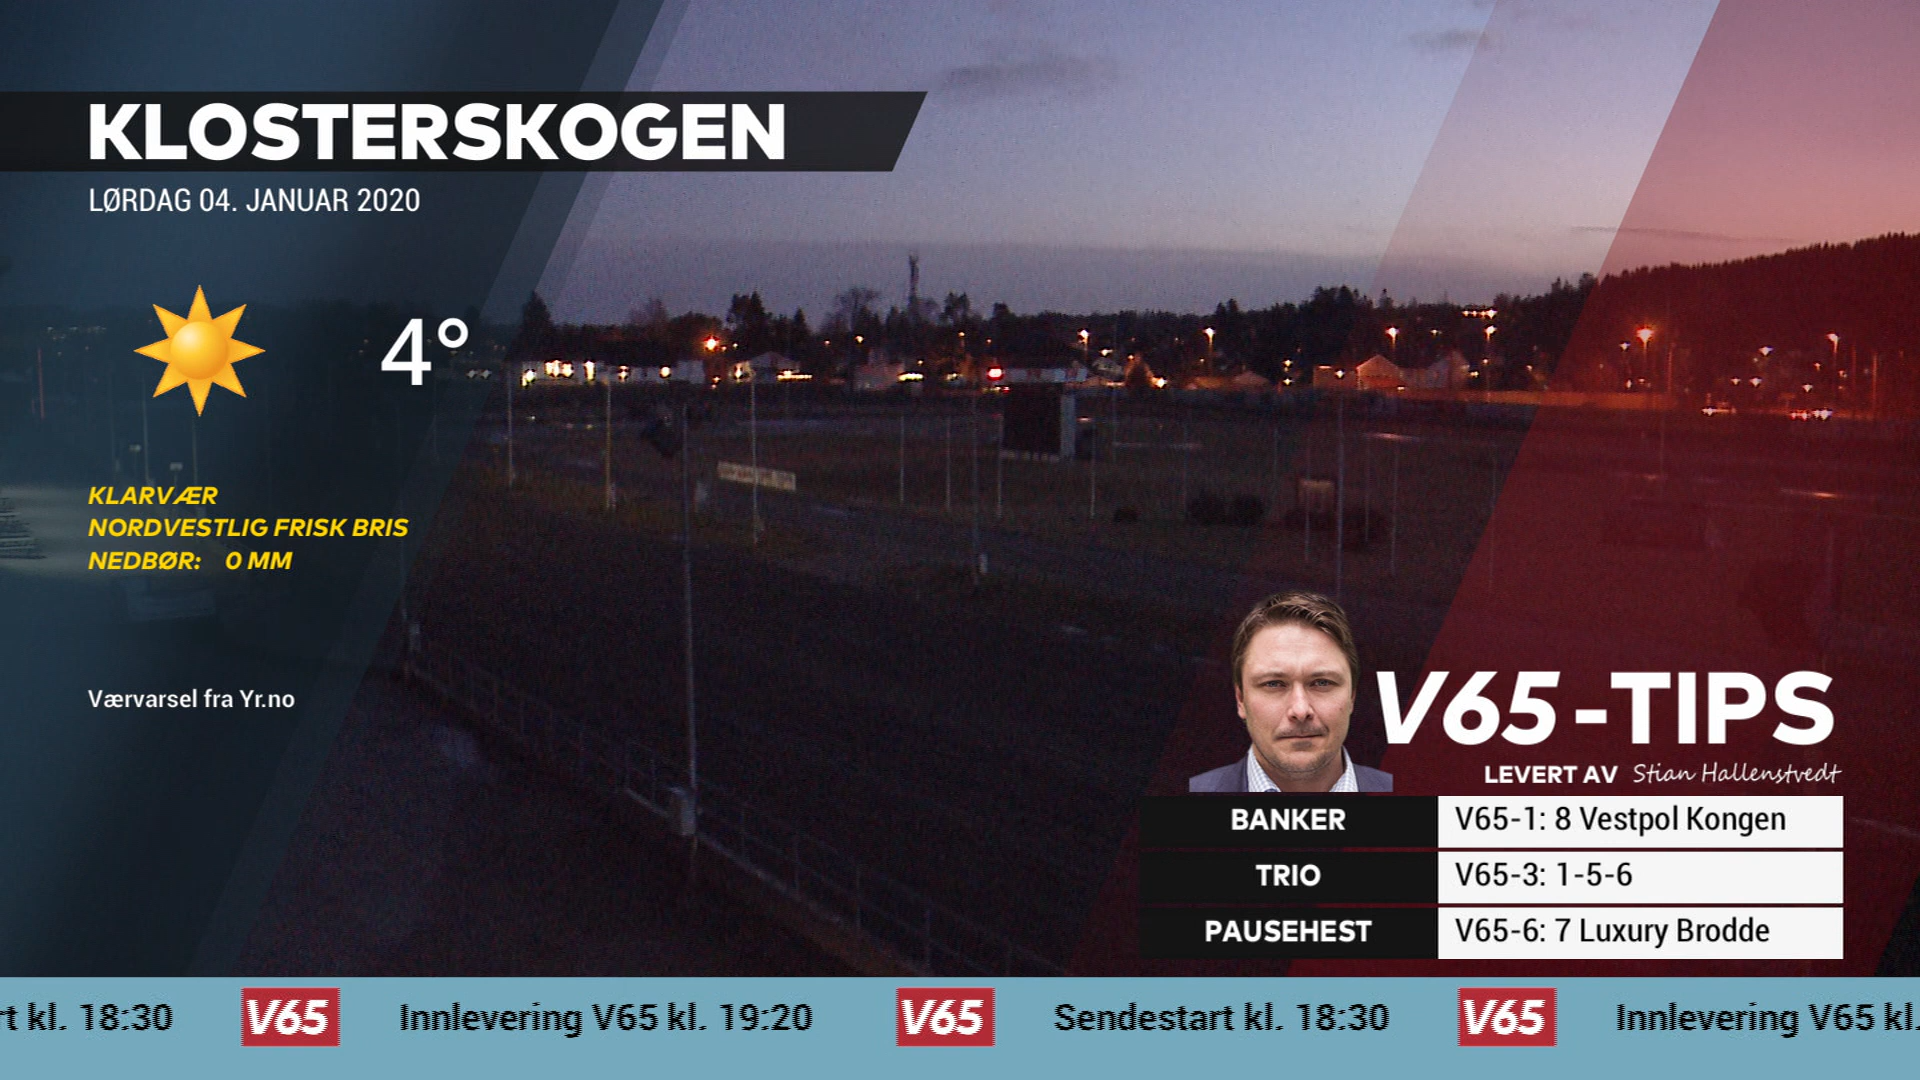 KLOSTERSKOGEN
LØRDAG 04. JANUAR 2020
4°
KLARVÆR
NORDVESTLIG FRISK BRIS
NEDBØR: 0 MM
Værvarsel fra Yr.no
V65-TIPS
LEVERT AV Stian Hallenstvedt
BANKER V65-1: 8 Vestpol Kongen
TRIO V65-3: 1-5-6
PAUSEHEST V65-6: 7 Luxury Brodde
rt kl. 18:30 V65 Innlevering V65 kl. 19:20 V65 Sendestart kl. 18:30 V65 Innlevering V65 kl.